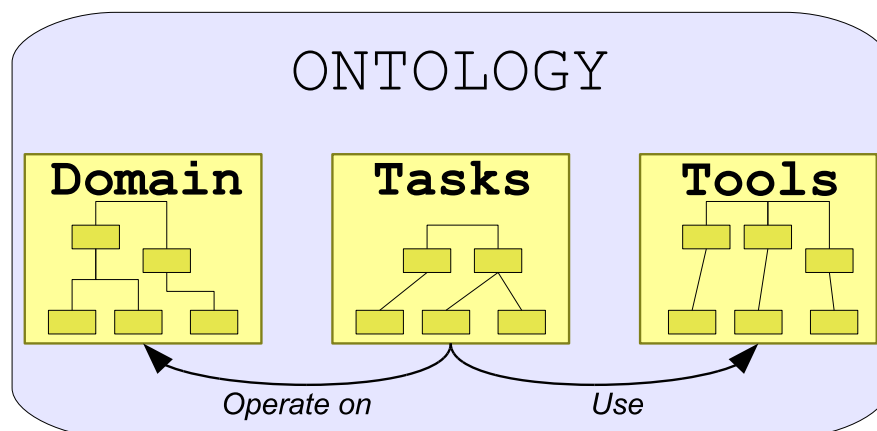 ONTOLOGY
Domain
Tasks
Tools
Operate on
Use